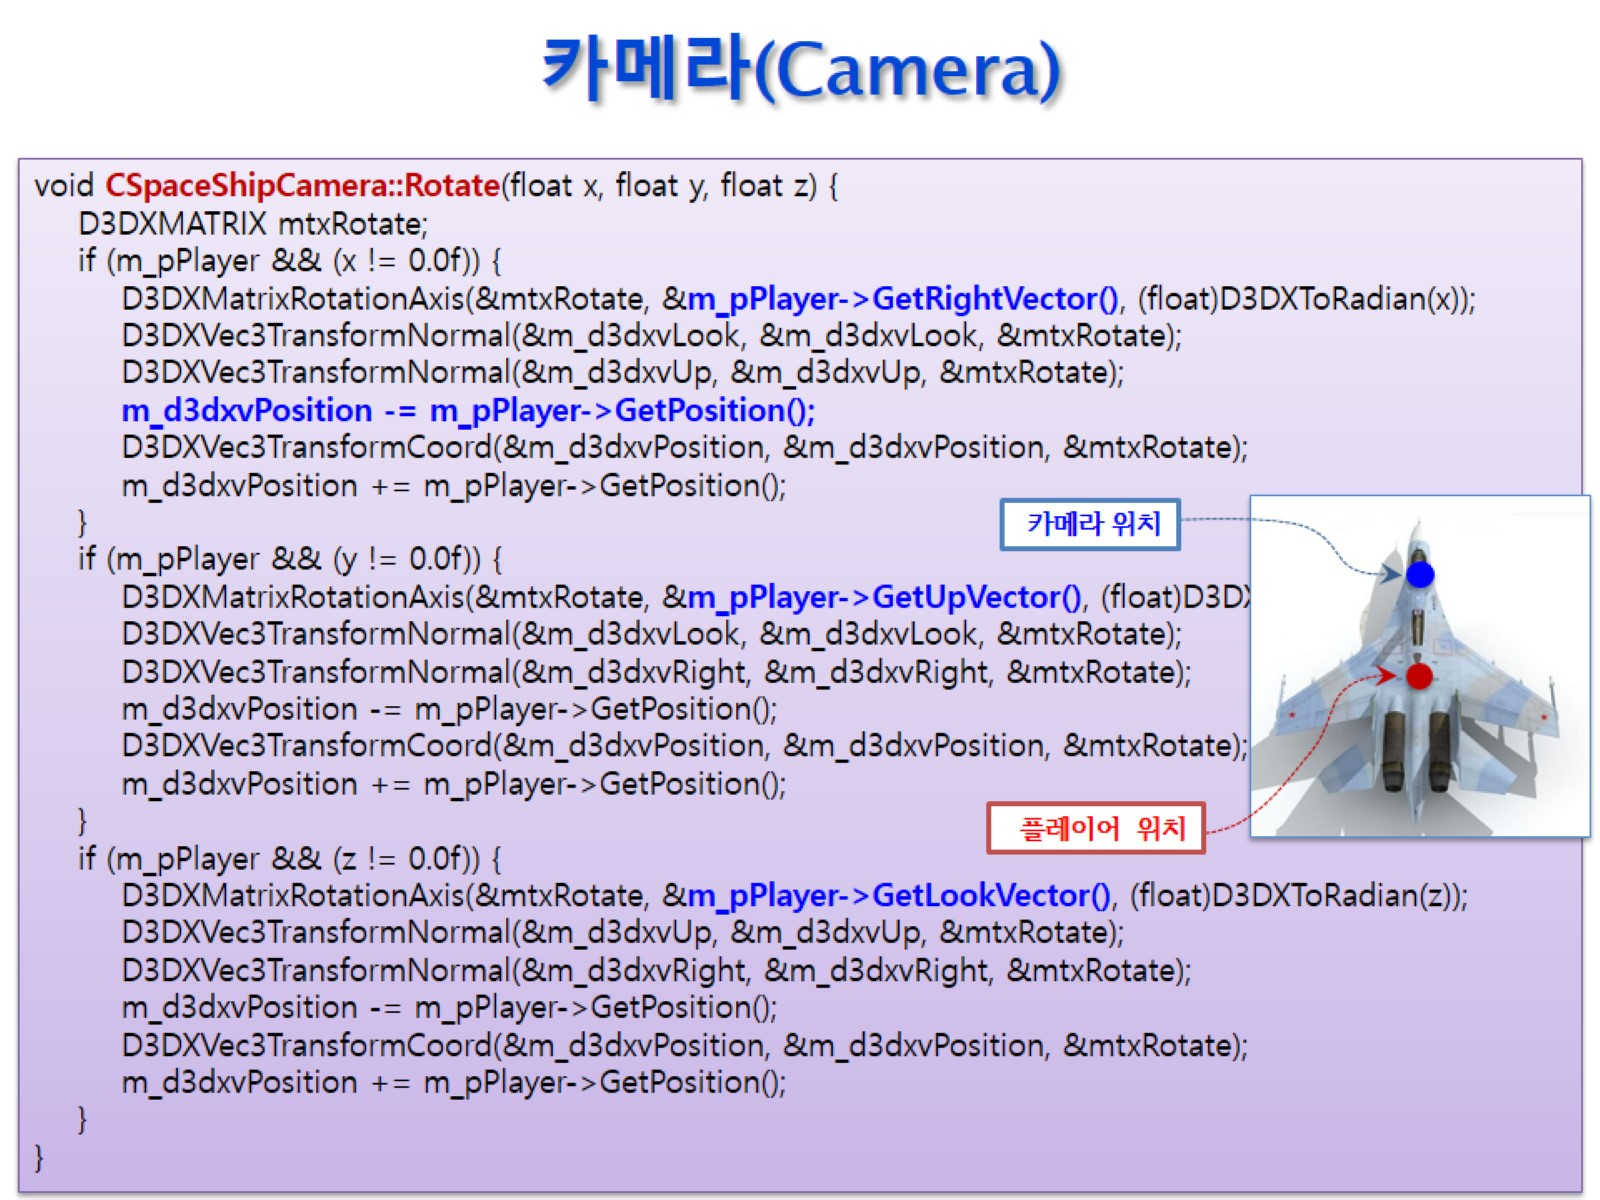 카메라(Camera)
void CSpaceShipCamera::Rotate(float x, float y, float z) {
D3DXMATRIX mtxRotate;
if (m_pPlayer && (x != 0.0f)) {
D3DXMatrixRotationAxis(&mtxRotate, &m_pPlayer->GetRightVector(), (float)D3DXToRadian(x));
D3DXVec3TransformNormal(&m_d3dxvLook, &m_d3dxvLook, &mtxRotate);
D3DXVec3TransformNormal(&m_d3dxvUp, &m_d3dxvUp, &mtxRotate);
m_d3dxvPosition -= m_pPlayer->GetPosition();
D3DXVec3TransformCoord(&m_d3dxvPosition, &m_d3dxvPosition, &mtxRotate);
m_d3dxvPosition += m_pPlayer->GetPosition();
}
카메라 위치
if (m_pPlayer && (y != 0.0f)) {
D3DXMatrixRotationAxis(&mtxRotate, &m_pPlayer->GetUpVector(), (float)D3DX
D3DXVec3TransformNormal(&m_d3dxvLook, &m_d3dxvLook, &mtxRotate);
D3DXVec3TransformNormal(&m_d3dxvRight, &m_d3dxvRight, &mtxRotate);
m_d3dxvPosition -= m_pPlayer->GetPosition();
D3DXVec3TransformCoord(&m_d3dxvPosition, &m_d3dxvPosition, &mtxRotate);
m_d3dxvPosition += m_pPlayer->GetPosition();
}
플레이어 위치
if (m_pPlayer && (z != 0.0f)) {
D3DXMatrixRotationAxis(&mtxRotate, &m_pPlayer->GetLookVector(), (float)D3DXToRadian(z));
D3DXVec3TransformNormal(&m_d3dxvUp, &m_d3dxvUp, &mtxRotate);
D3DXVec3TransformNormal(&m_d3dxvRight, &m_d3dxvRight, &mtxRotate);
m_d3dxvPosition -= m_pPlayer->GetPosition();
D3DXVec3TransformCoord(&m_d3dxvPosition, &m_d3dxvPosition, &mtxRotate);
m_d3dxvPosition += m_pPlayer->GetPosition();
}
}